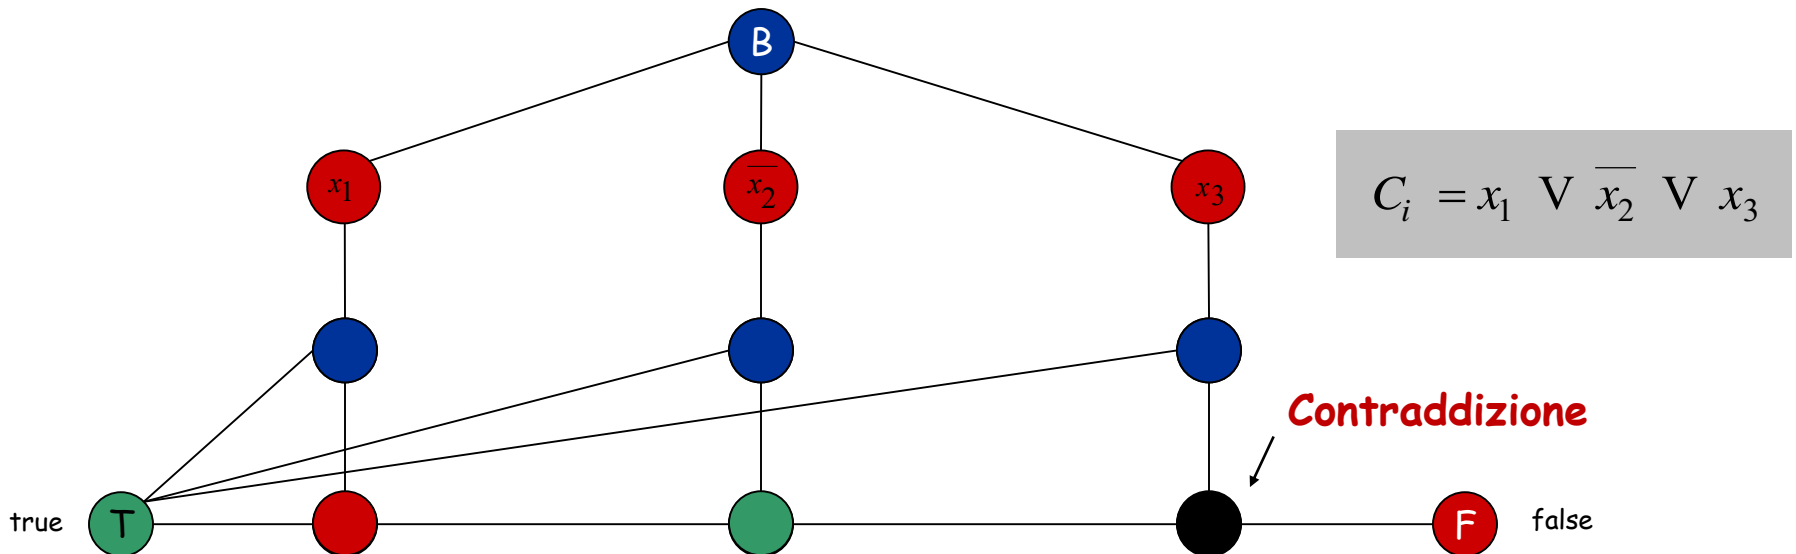 B
x₁ x̅₂ x₃
Cᵢ = x₁ V x̅₂ V x₃
Contraddizione
true T F false